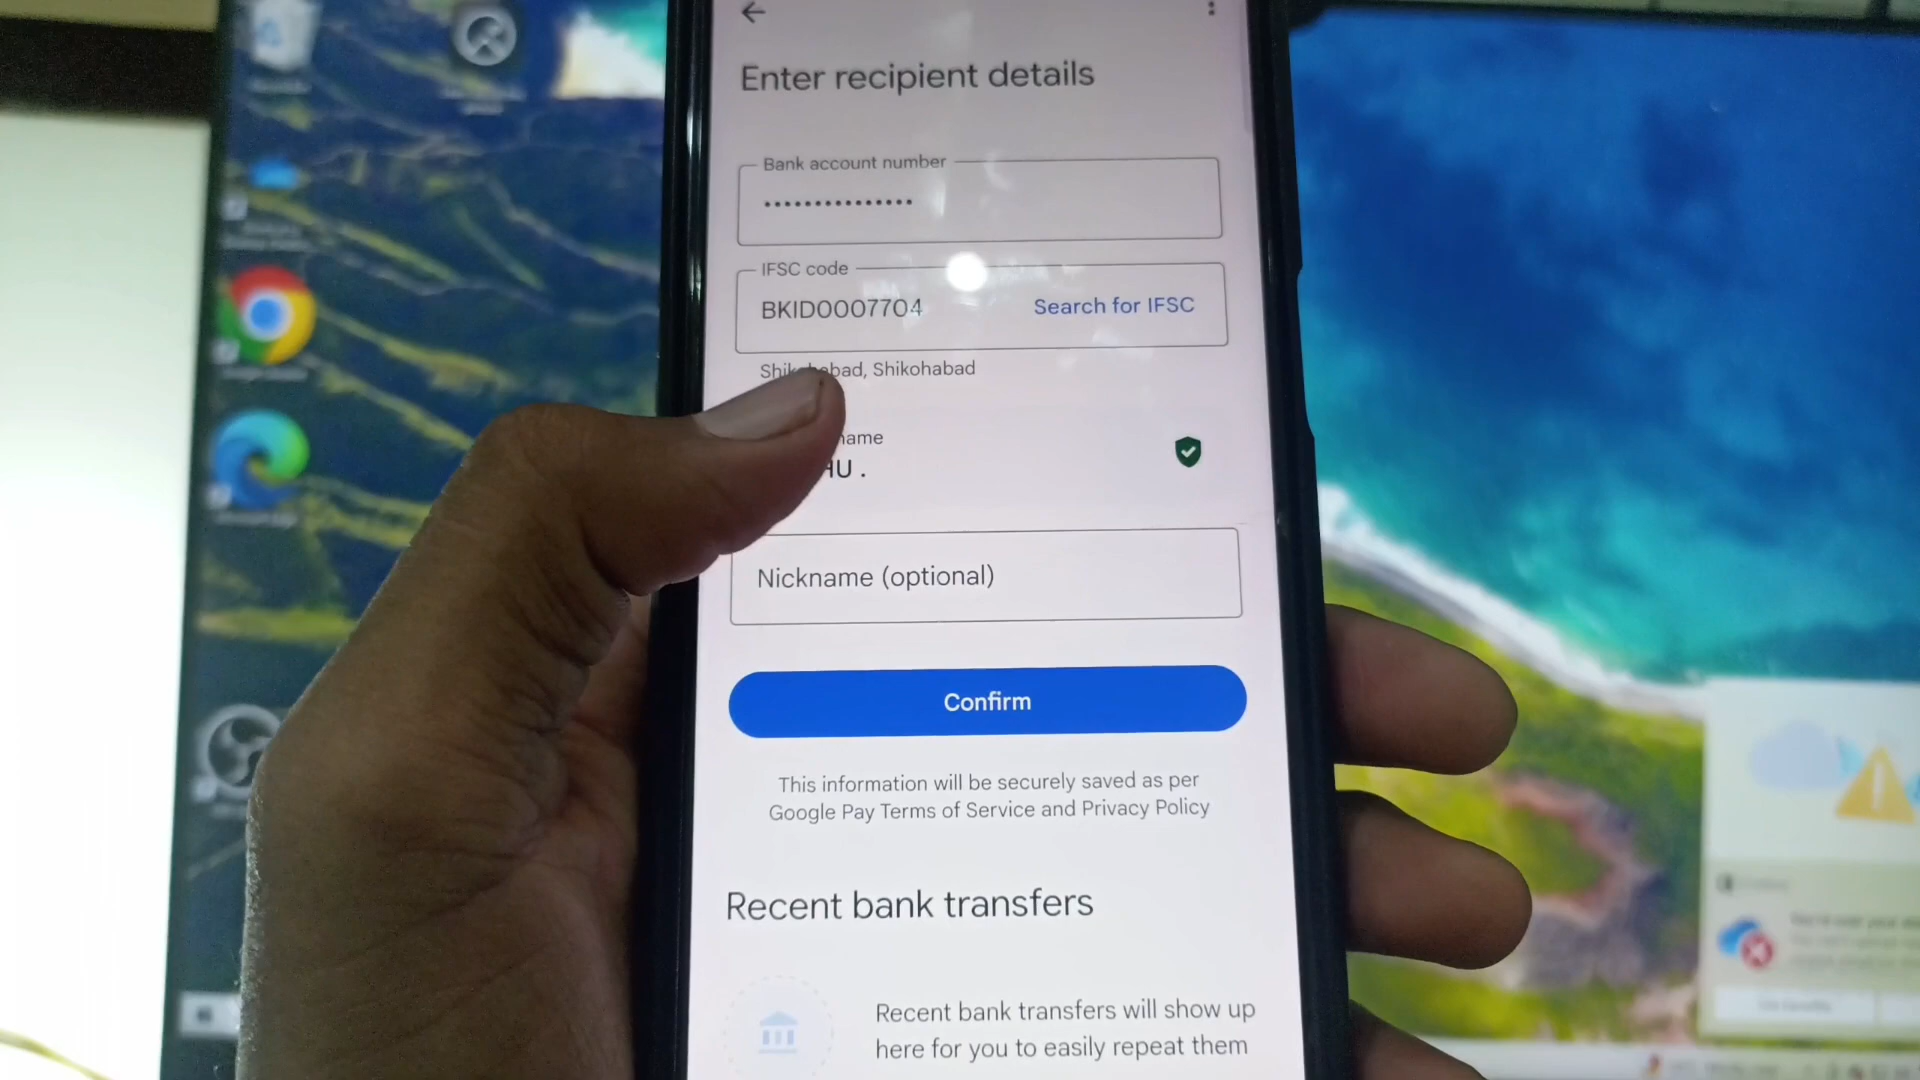 Enter recipient details
Bank account number
•••••••••••••••
IFSC code
BKID0007704
Search for IFSC
Shikohabad, Shikohabad
name
HU .
Nickname (optional)
Confirm
This information will be securely saved as per
Google Pay Terms of Service and Privacy Policy
Recent bank transfers
Recent bank transfers will show up
here for you to easily repeat them